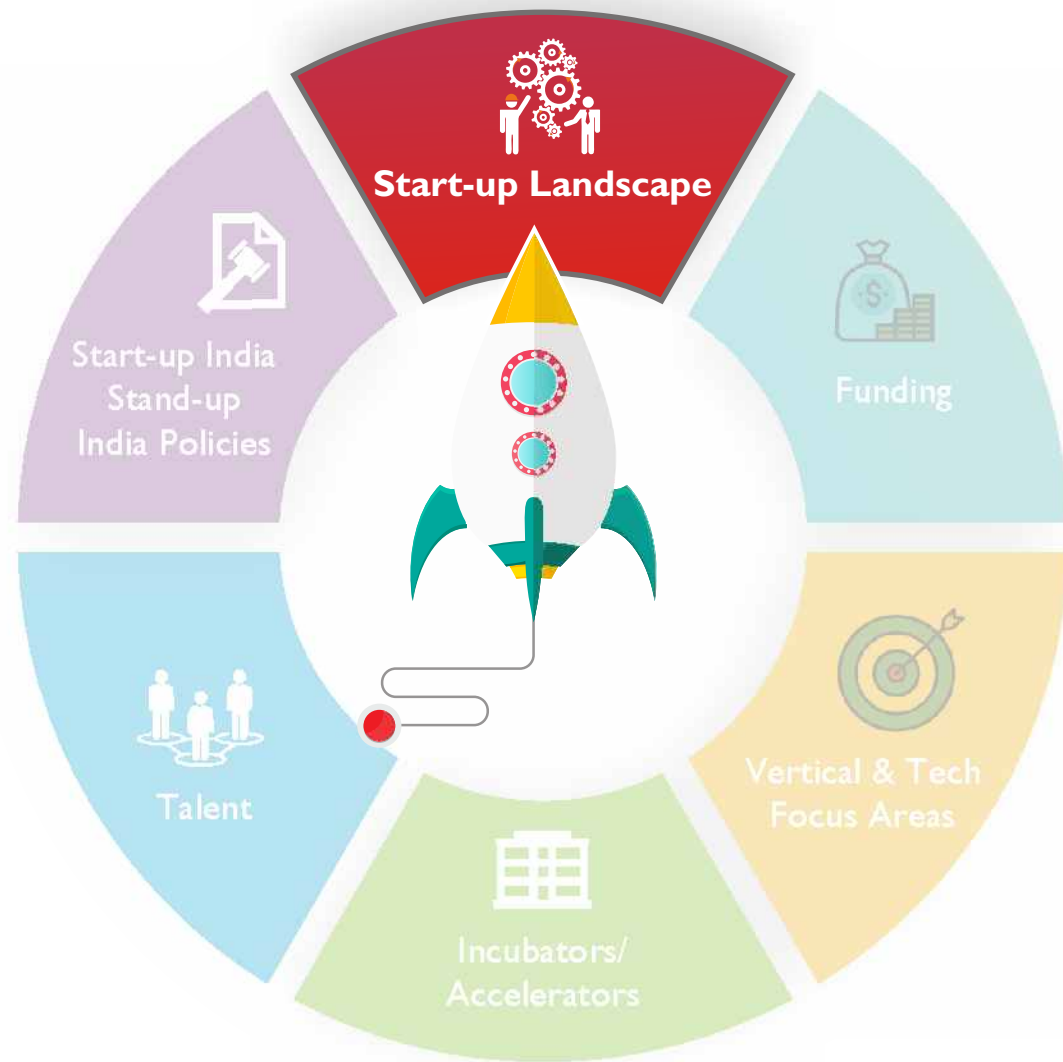 Start-up Landscape
$
Funding
Vertical & Tech
Focus Areas
Incubators/
Accelerators
Talent
Start-up India
Stand-up
India Policies